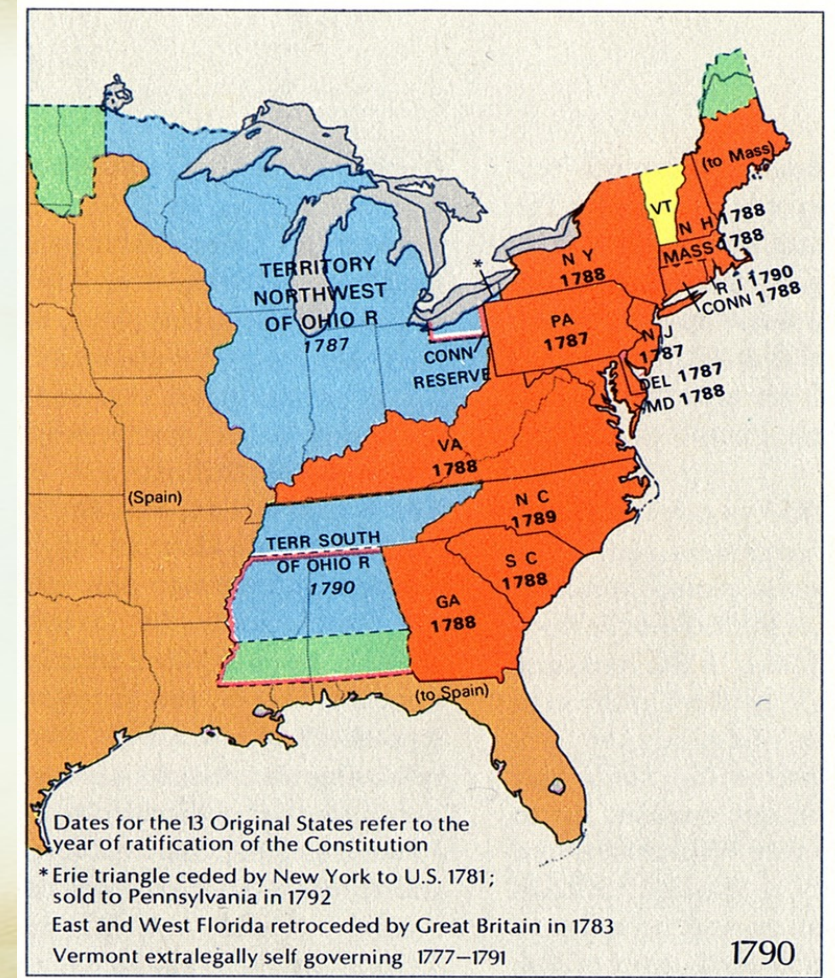 (to Mass)
VT
N H 1788
MASS 1788
R I 1790
CONN 1788
N Y
1788
*
TERRITORY
NORTHWEST
OF OHIO R
1787
PA
1787
N J
1787
CONN
RESERVE
DEL 1787
MD 1788
VA
1788
(Spain)
N C
1789
TERR SOUTH
OF OHIO R
1790
S C
1788
GA
1788
(to Spain)
Dates for the 13 Original States refer to the
year of ratification of the Constitution
* Erie triangle ceded by New York to U.S. 1781;
sold to Pennsylvania in 1792
East and West Florida retroceded by Great Britain in 1783
Vermont extralegally self governing 1777–1791
1790